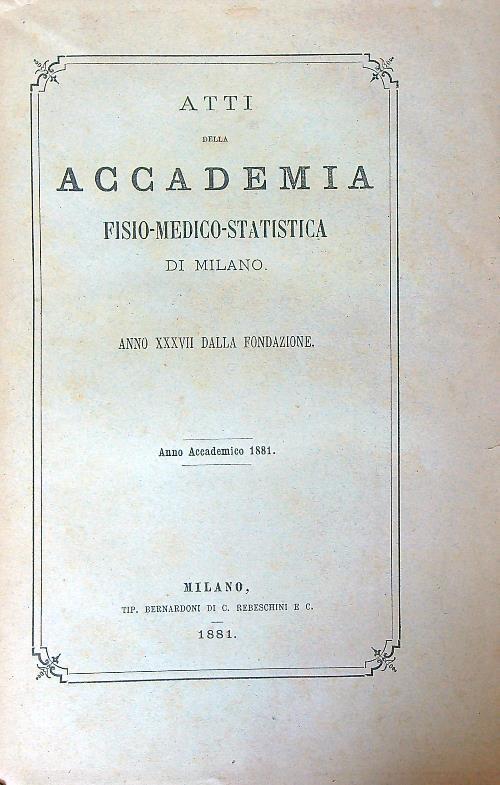 ATTI
DELLA
ACCADEMIA
FISIO-MEDICO-STATISTICA
DI MILANO.
ANNO XXXVII DALLA FONDAZIONE.
Anno Accademico 1881.
MILANO,
TIP. BERNARDONI DI C. REBESCHINI E C.
1881.